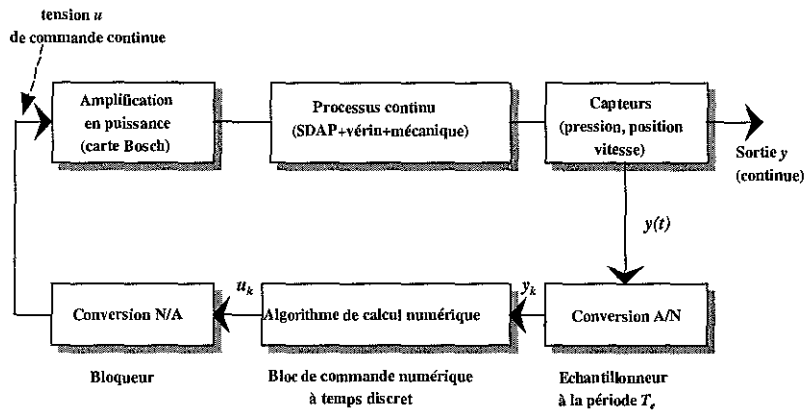 tension u
de commande continue
Amplification
en puissance
(carte Bosch)
Processus continu
(SDAP+vérin+mécanique)
Capteurs
(pression, position
vitesse)
Sortie y
(continue)
y(t)
u_k
y_k
Conversion N/A
Algorithme de calcul numérique
Conversion A/N
Bloqueur
Bloc de commande numérique
à temps discret
Echantillonneur
à la période T_e